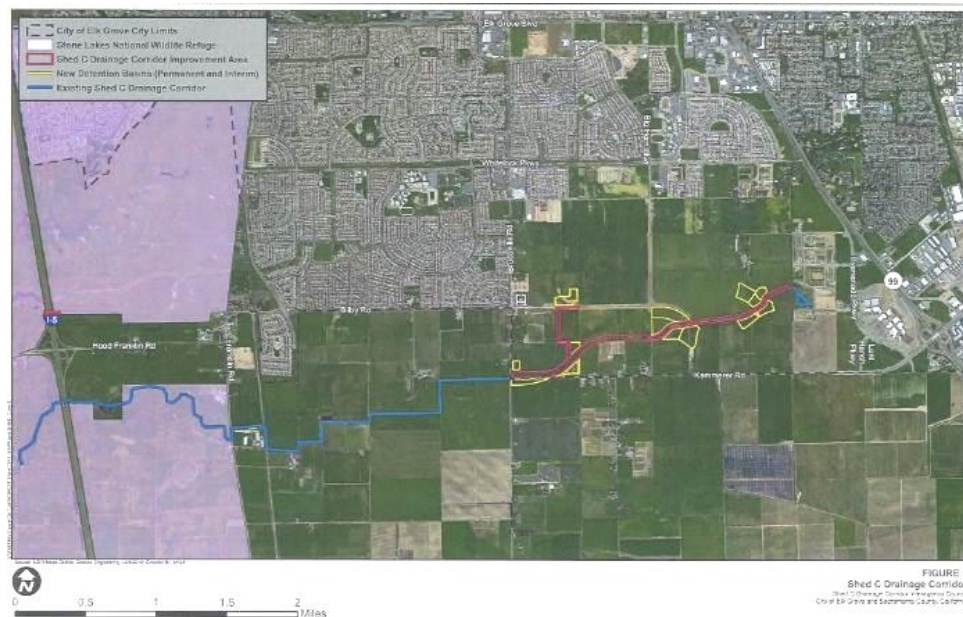 City of Elk Grove City Limits
Stone Lakes National Wildlife Refuge
Shed C Drainage Corridor Improvement Area
New Detention Basins (Permanent and Interim)
Existing Shed C Drainage Corridor
Elk Grove Blvd
Whitelock Pkwy
99
Bilby Rd
I-5
Hood Franklin Rd
Kammerer Rd
N
0 0.5 1 1.5 2
Miles
FIGURE
Shed C Drainage Corrido
City of Elk Grove and Sacramento County, Californi